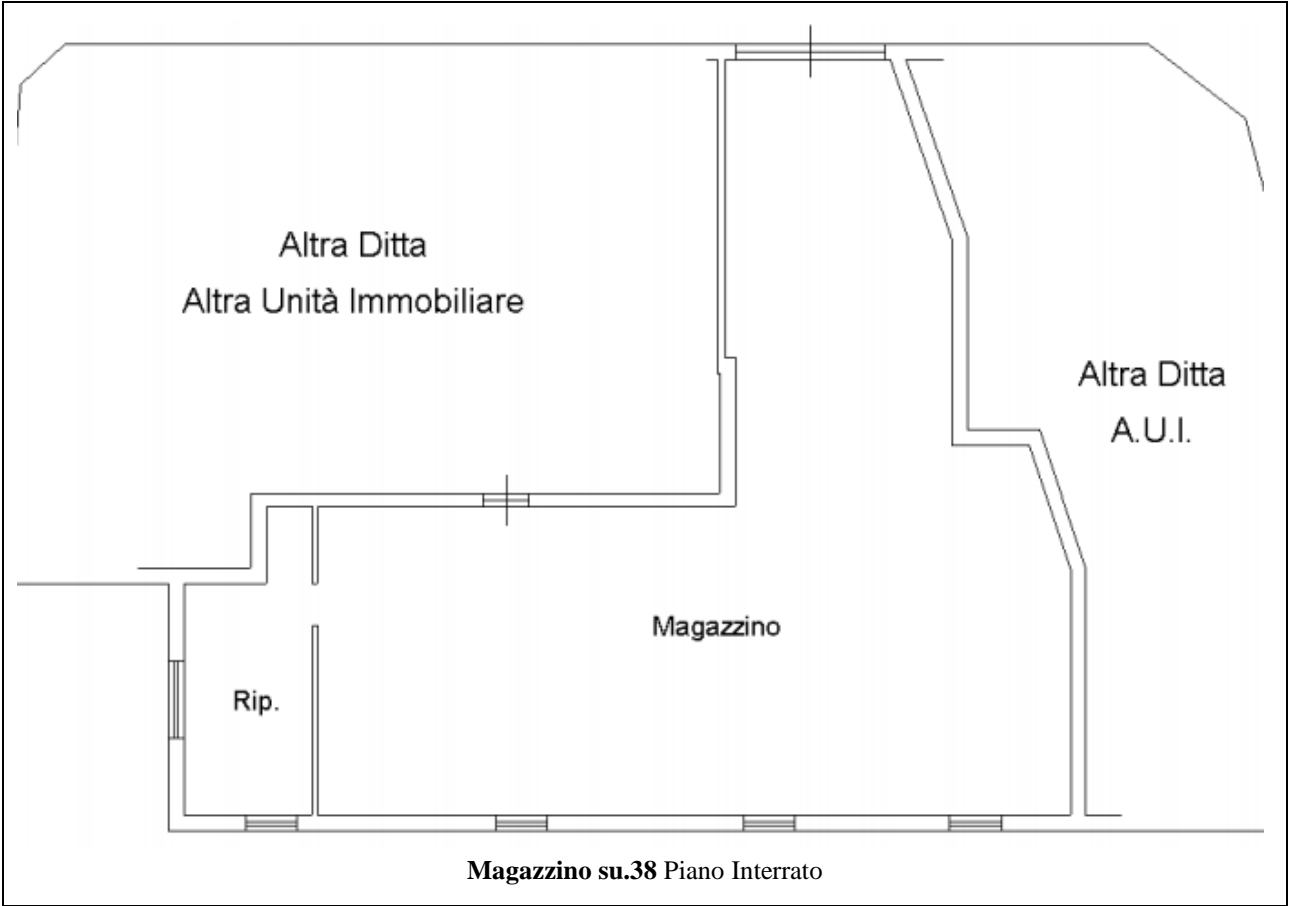 Altra Ditta
Altra Unità Immobiliare
Altra Ditta
A.U.I.
Magazzino
Rip.
Magazzino su.38 Piano Interrato